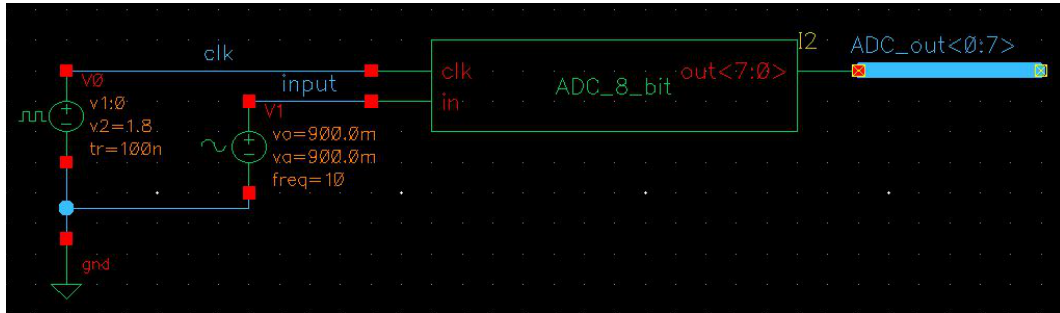 clk
V0
v1:0
v2=1.8
tr=100n
input
V1
vo=900.0m
va=900.0m
freq=10
gnd
I2
clk
in
ADC_8_bit
out<7:0>
ADC_out<0:7>